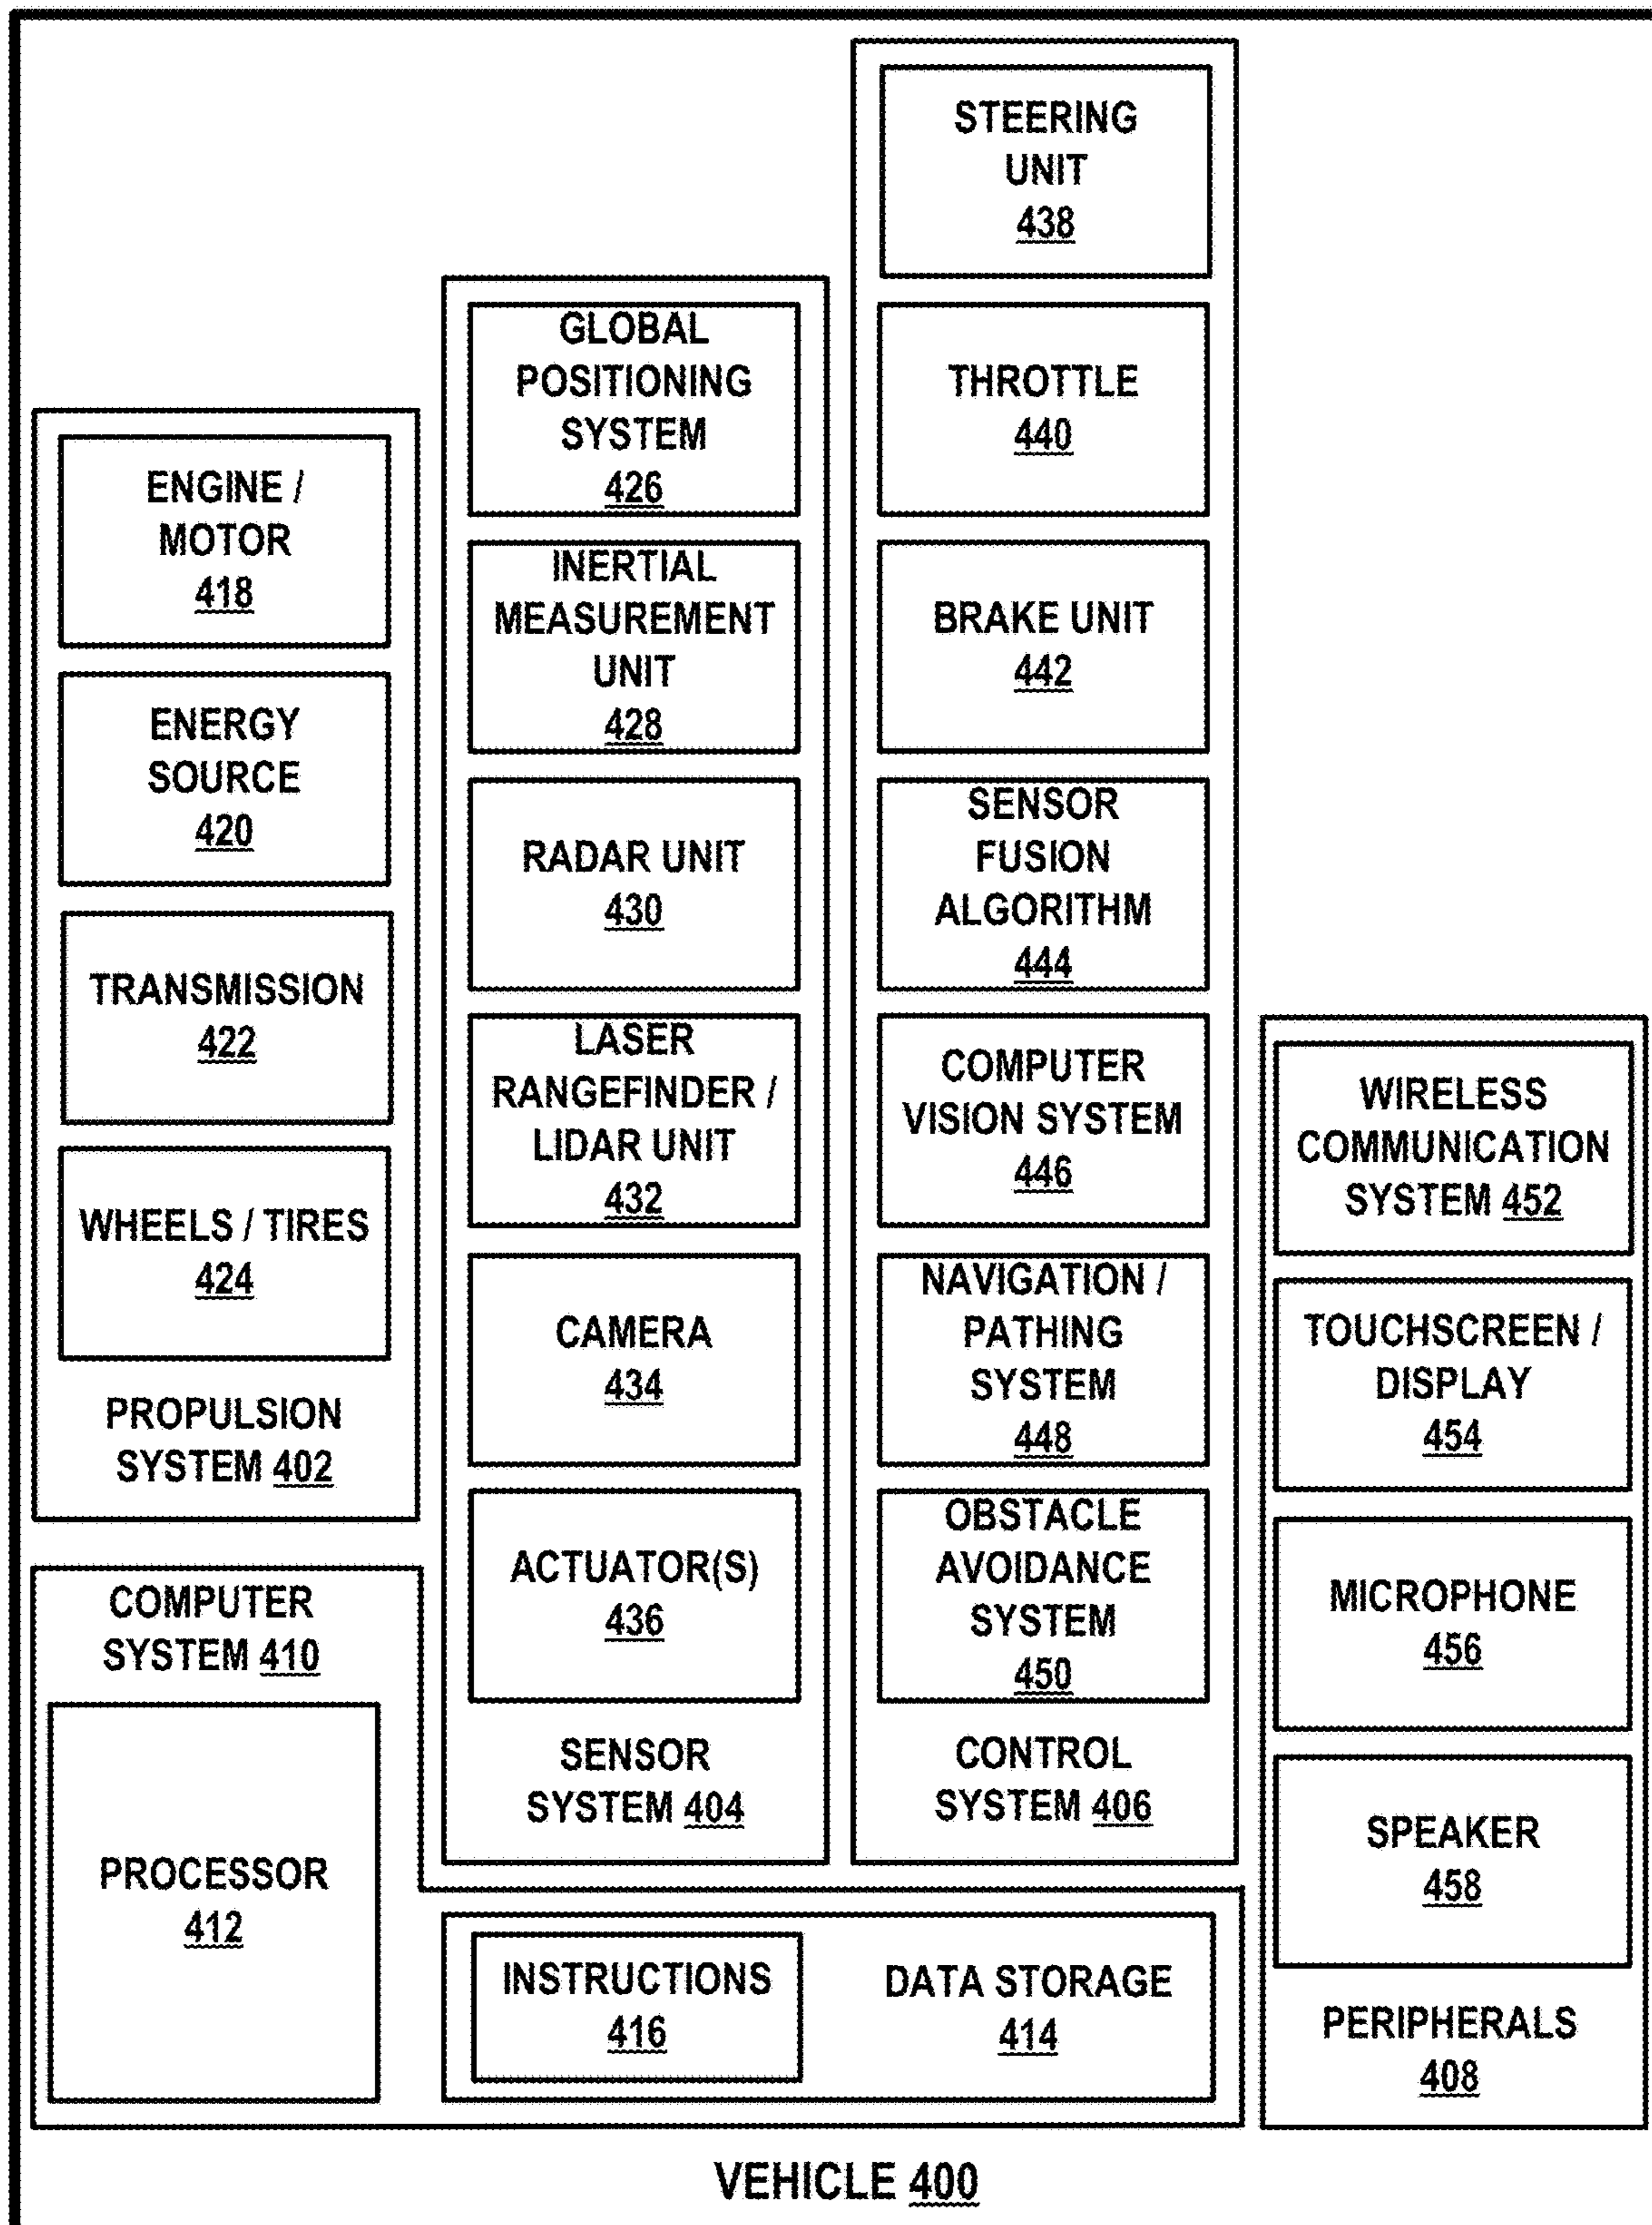 ENGINE /
MOTOR
418
ENERGY
SOURCE
420
TRANSMISSION
422
WHEELS / TIRES
424
PROPULSION
SYSTEM 402
COMPUTER
SYSTEM 410
PROCESSOR
412
GLOBAL
POSITIONING
SYSTEM
426
INERTIAL
MEASUREMENT
UNIT
428
RADAR UNIT
430
LASER
RANGEFINDER /
LIDAR UNIT
432
CAMERA
434
ACTUATOR(S)
436
SENSOR
SYSTEM 404
STEERING
UNIT
438
THROTTLE
440
BRAKE UNIT
442
SENSOR
FUSION
ALGORITHM
444
COMPUTER
VISION SYSTEM
446
NAVIGATION /
PATHING
SYSTEM
448
OBSTACLE
AVOIDANCE
SYSTEM
450
CONTROL
SYSTEM 406
INSTRUCTIONS
416
DATA STORAGE
414
WIRELESS
COMMUNICATION
SYSTEM 452
TOUCHSCREEN /
DISPLAY
454
MICROPHONE
456
SPEAKER
458
PERIPHERALS
408
VEHICLE 400